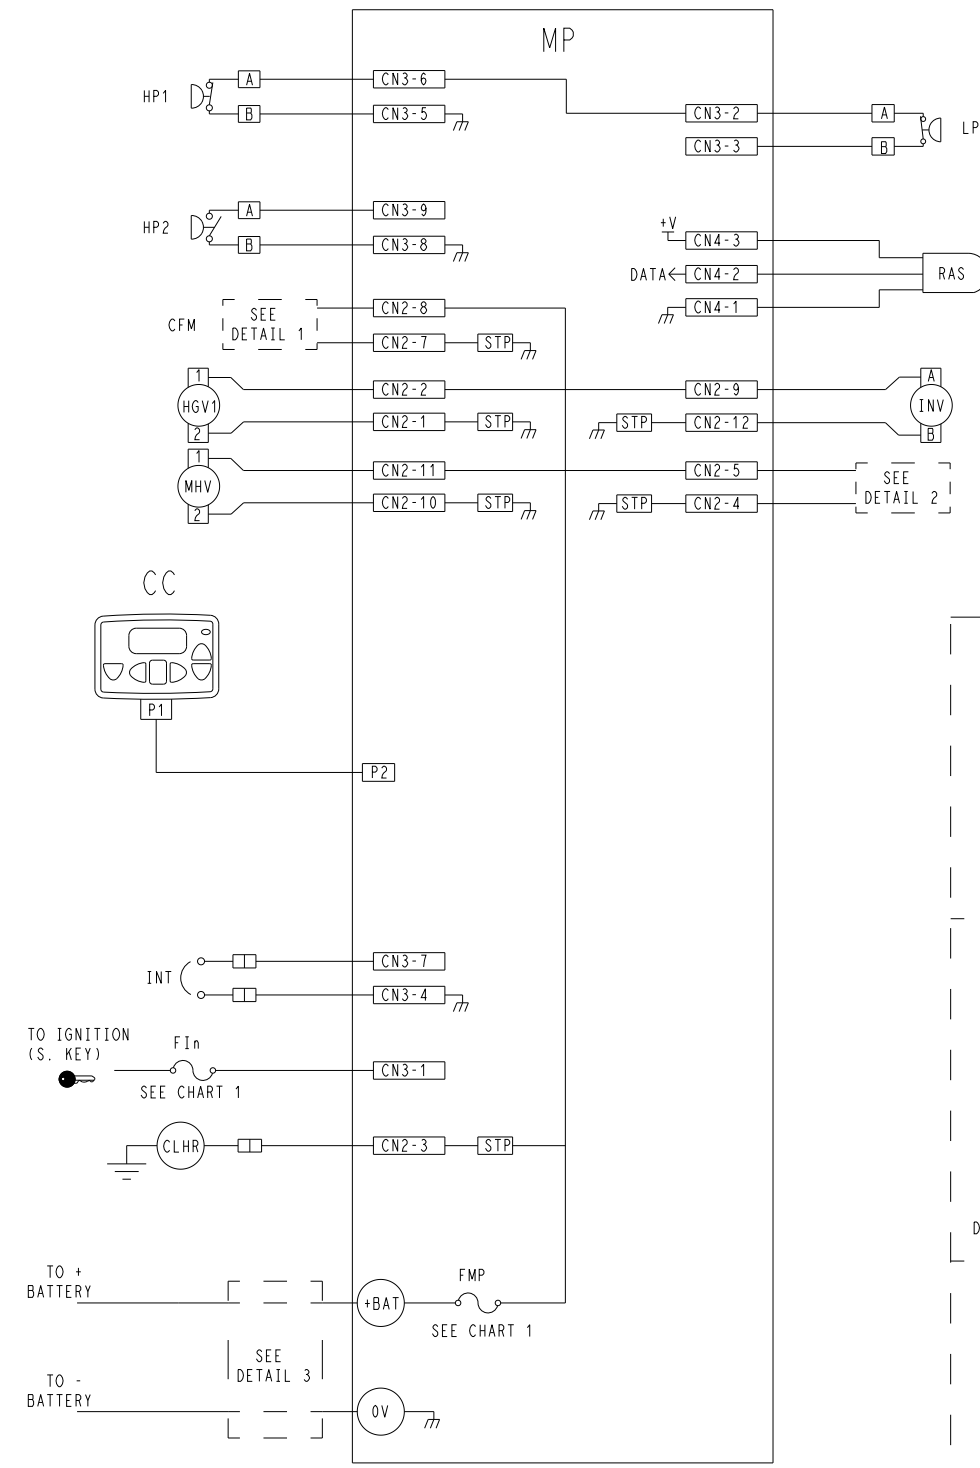 MP
HP1
A
CN3-6
B
CN3-5
CN3-2
A
CN3-3
B
LP
HP2
A
CN3-9
B
CN3-8
+V
CN4-3
DATA
CN4-2
CN4-1
RAS
CFM
SEE
DETAIL 1
CN2-8
CN2-7
STP
1
HGV1
2
CN2-2
CN2-1
STP
CN2-9
STP
CN2-12
A
INV
B
1
MHV
2
CN2-11
CN2-10
STP
CN2-5
STP
CN2-4
SEE
DETAIL 2
CC
P1
P2
INT
CN3-7
CN3-4
TO IGNITION
(S. KEY)
FIn
SEE CHART 1
CN3-1
CLHR
CN2-3
STP
D
TO +
BATTERY
+BAT
FMP
SEE CHART 1
SEE
DETAIL 3
TO -
BATTERY
0V